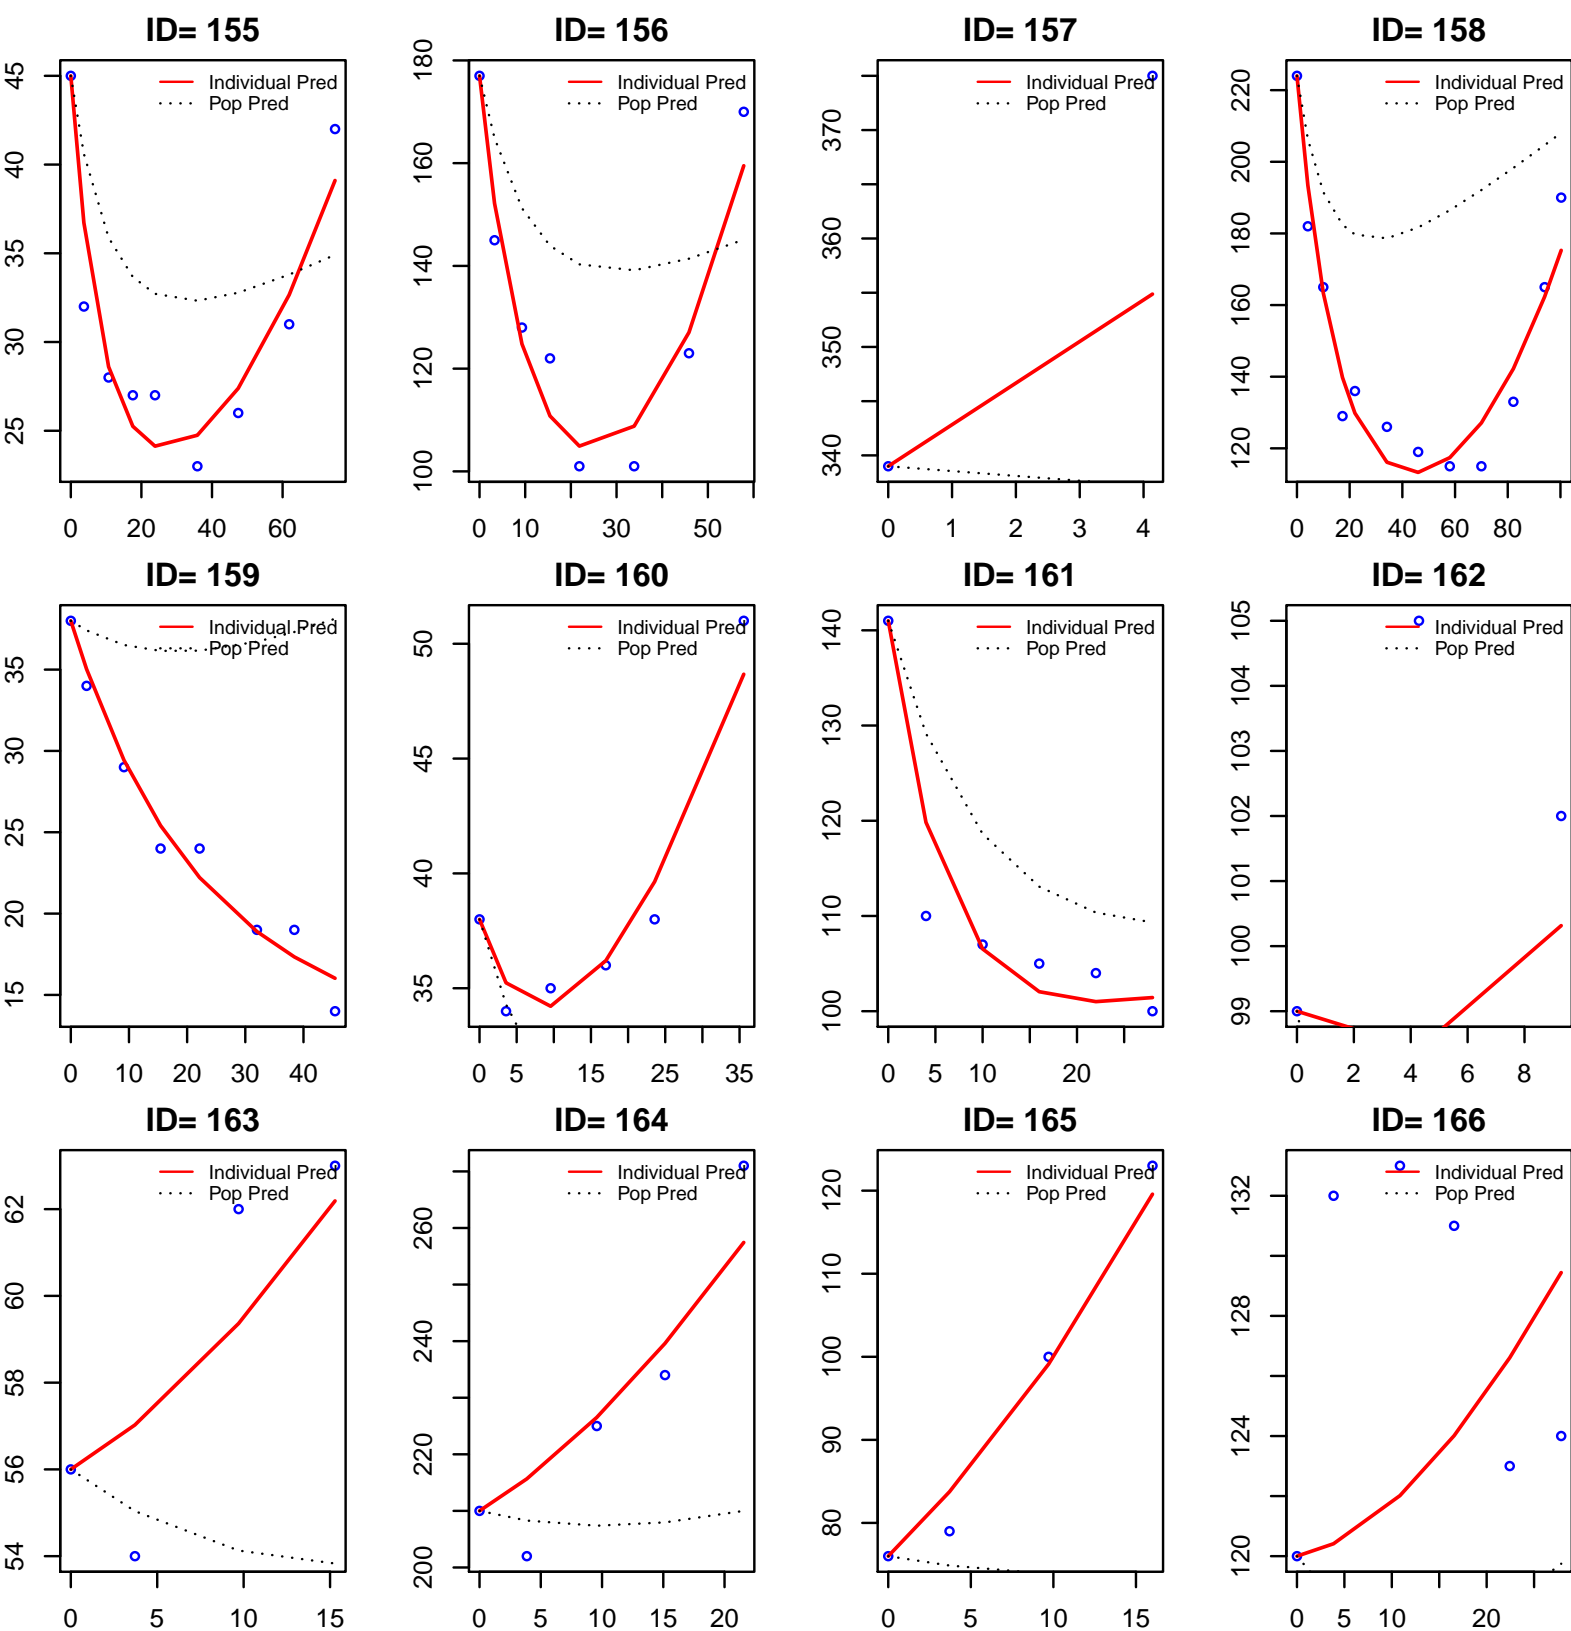 ID= 155
45
40
35
30
25
Individual Pred
Pop Pred
0 20 40 60
ID= 156
180
160
140
120
100
Individual Pred
Pop Pred
0 10 30 50
ID= 157
370
360
350
340
Individual Pred
Pop Pred
0 1 2 3 4
ID= 158
220
200
180
160
140
120
Individual Pred
Pop Pred
0 20 40 60 80
ID= 159
35
30
25
20
15
Individual Pred
Pop Pred
0 10 20 30 40
ID= 160
50
45
40
35
Individual Pred
Pop Pred
0 5 15 25 35
ID= 161
140
130
120
110
100
Individual Pred
Pop Pred
0 5 10 20
ID= 162
105
104
103
102
101
100
99
Individual Pred
Pop Pred
0 2 4 6 8
ID= 163
62
60
58
56
54
Individual Pred
Pop Pred
0 5 10 15
ID= 164
260
240
220
200
Individual Pred
Pop Pred
0 5 10 15 20
ID= 165
120
110
100
90
80
Individual Pred
Pop Pred
0 5 10 15
ID= 166
132
128
124
120
Individual Pred
Pop Pred
0 5 10 20